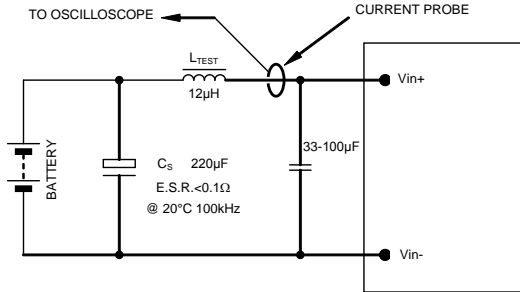 TO OSCILLOSCOPE
CURRENT PROBE
LTEST
12µH
Vin+
BATTERY
CS 220µF
E.S.R.<0.1Ω
@ 20°C 100kHz
33-100µF
Vin-